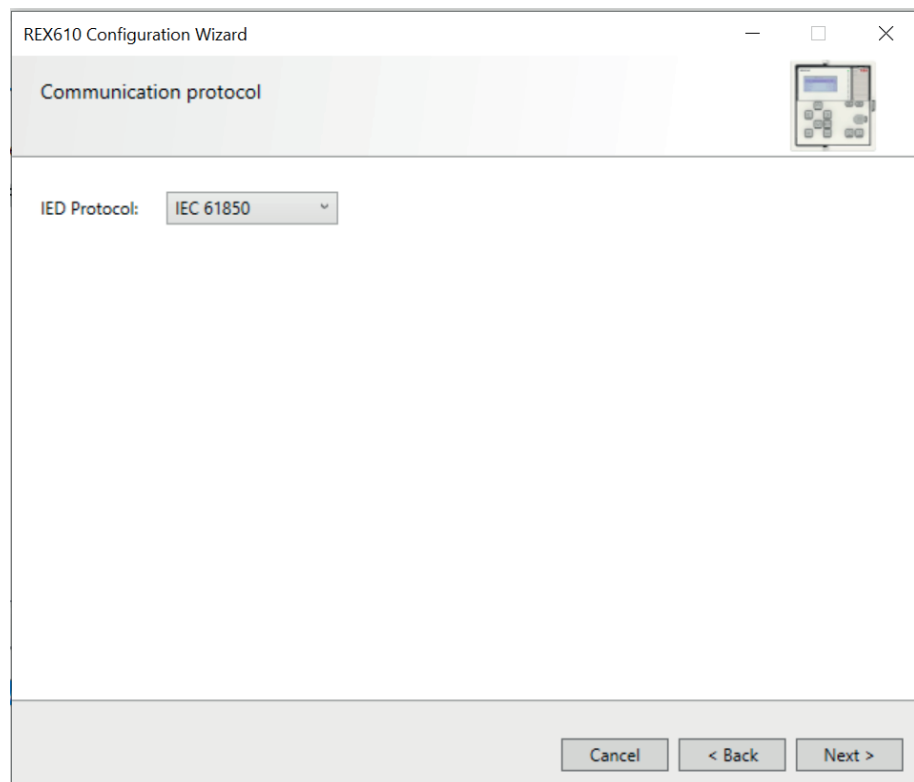 REX610 Configuration Wizard
Communication protocol
IED Protocol: IEC 61850
Cancel < Back Next >